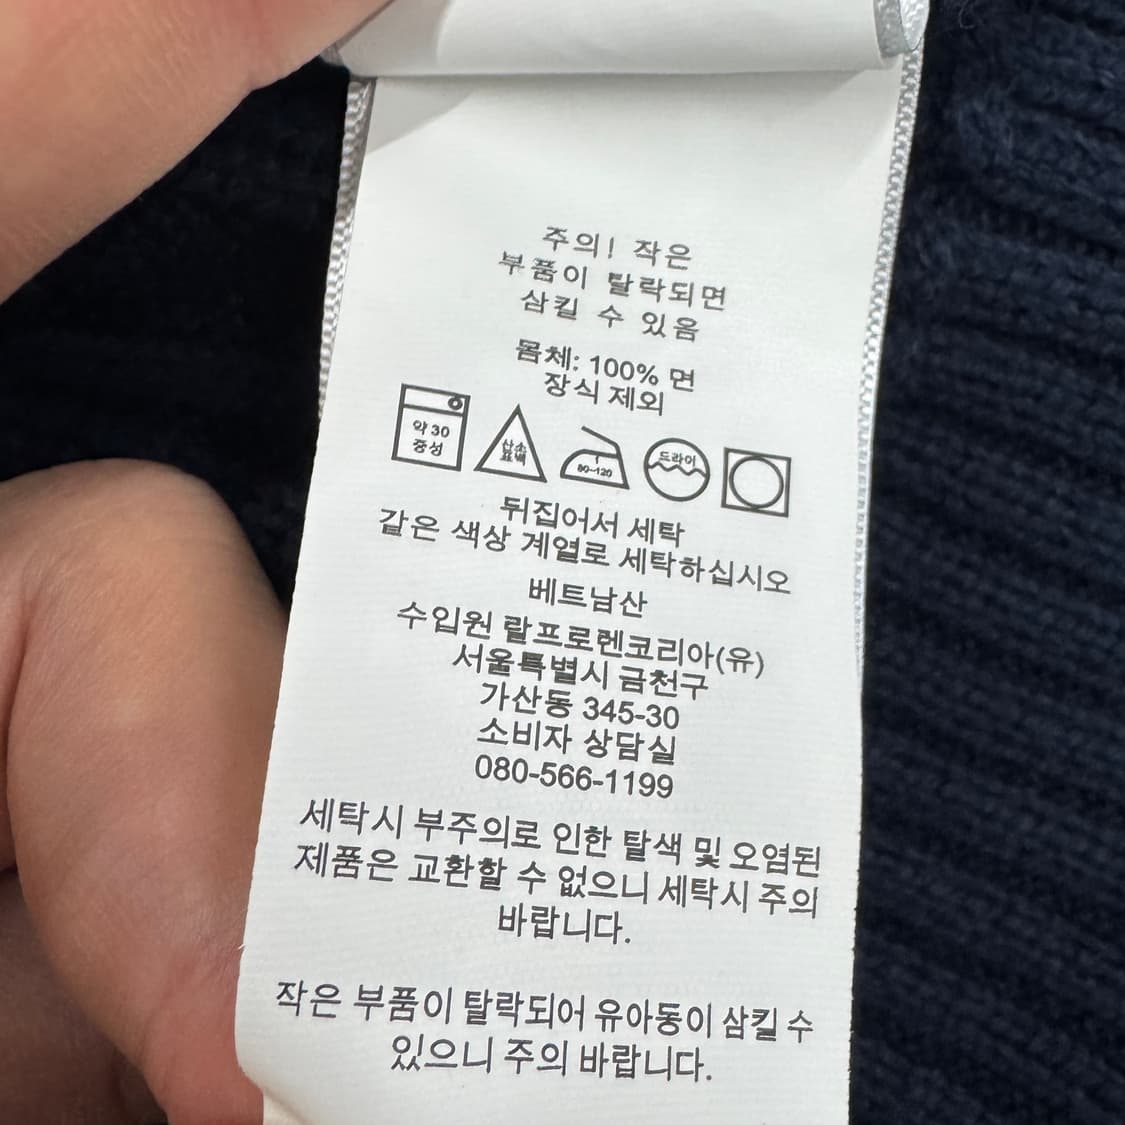 주의! 작은
부품이 탈락되면
삼킬 수 있음
몸체: 100% 면
장식 제외
약 30
중성
산소
표백
80~120
드라이
뒤집어서 세탁
같은 색상 계열로 세탁하십시오
베트남산
수입원 랄프로렌코리아(유)
서울특별시 금천구
가산동 345-30
소비자 상담실
080-566-1199
세탁시 부주의로 인한 탈색 및 오염된
제품은 교환할 수 없으니 세탁시 주의
바랍니다.
작은 부품이 탈락되어 유아동이 삼킬 수
있으니 주의 바랍니다.